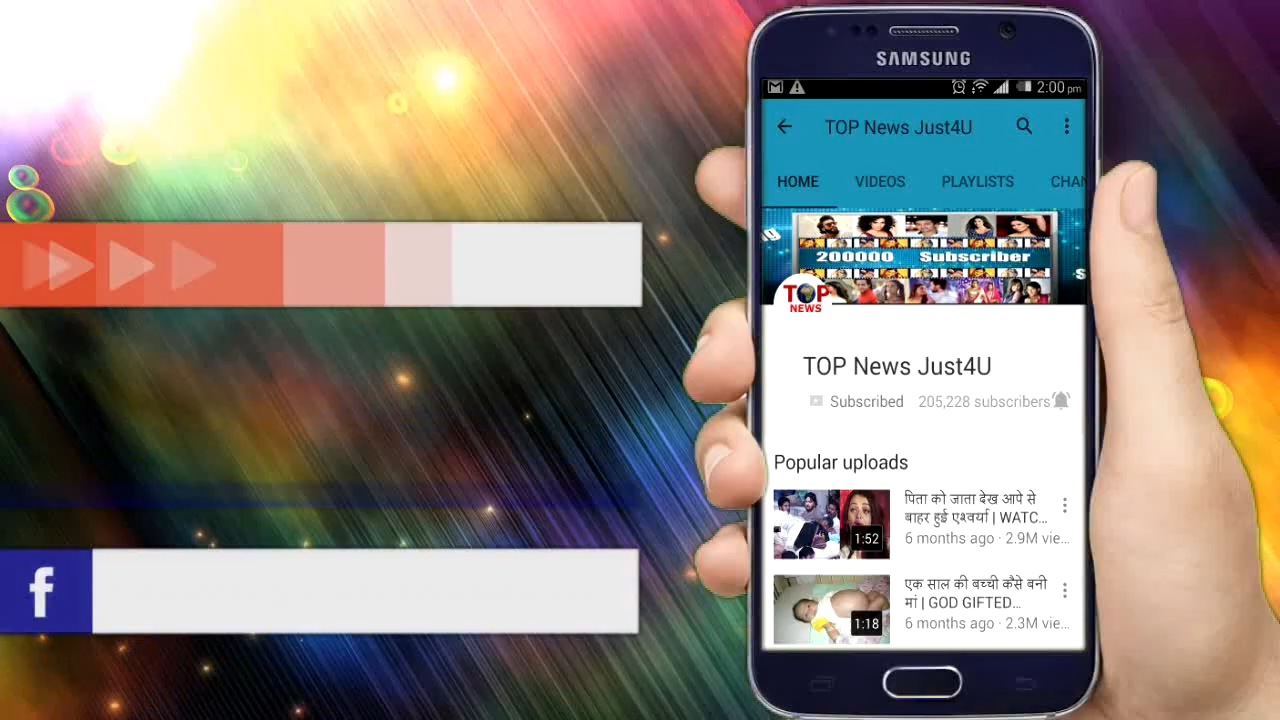 SAMSUNG
2:00 pm
TOP News Just4U
HOME VIDEOS PLAYLISTS CHAN
200000 Subscriber
TOP
NEWS
TOP News Just4U
Subscribed 205,228 subscribers
Popular uploads
पिता को जाता देख आपे से
बाहर हुई एश्वर्या | WATC...
6 months ago · 2.9M vie...
1:52
एक साल की बच्ची कैसे बनी
मां | GOD GIFTED...
6 months ago · 2.3M vie...
1:18
f